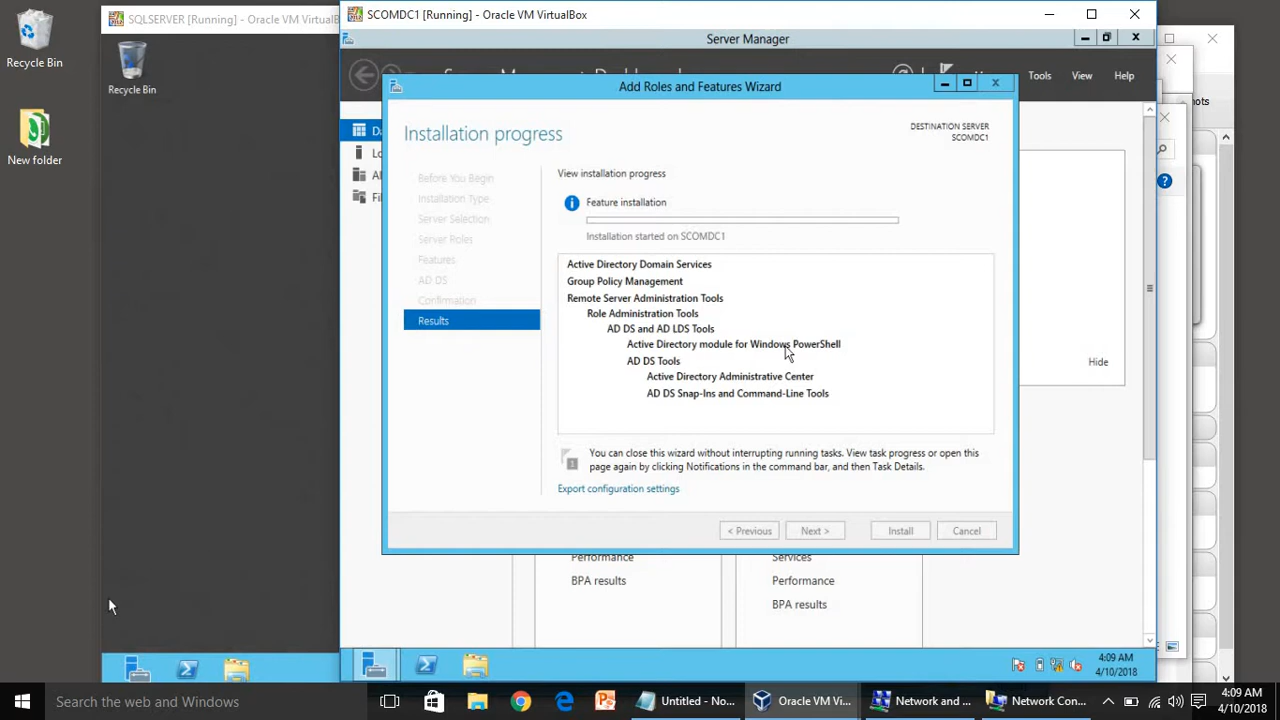 SQLSERVER [Running] - Oracle VM VirtualB
SCOMDC1 [Running] - Oracle VM VirtualBox
Recycle Bin
New folder
Recycle Bin
Server Manager
Tools
View
Help
Add Roles and Features Wizard
Installation progress
DESTINATION SERVER
SCOMDC1
Before You Begin
Installation Type
Server Selection
Server Roles
Features
AD DS
Confirmation
Results
View installation progress
Feature installation
Installation started on SCOMDC1
Active Directory Domain Services
Group Policy Management
Remote Server Administration Tools
Role Administration Tools
AD DS and AD LDS Tools
Active Directory module for Windows PowerShell
AD DS Tools
Active Directory Administrative Center
AD DS Snap-Ins and Command-Line Tools
1
You can close this wizard without interrupting running tasks. View task progress or open this
page again by clicking Notifications in the command bar, and then Task Details.
Export configuration settings
< Previous
Next >
Install
Cancel
Hide
Performance
BPA results
Services
Performance
BPA results
4:09 AM
4/10/2018
Search the web and Windows
Untitled - No...
Oracle VM Vi...
Network and ...
Network Con...
4:09 AM
4/10/2018